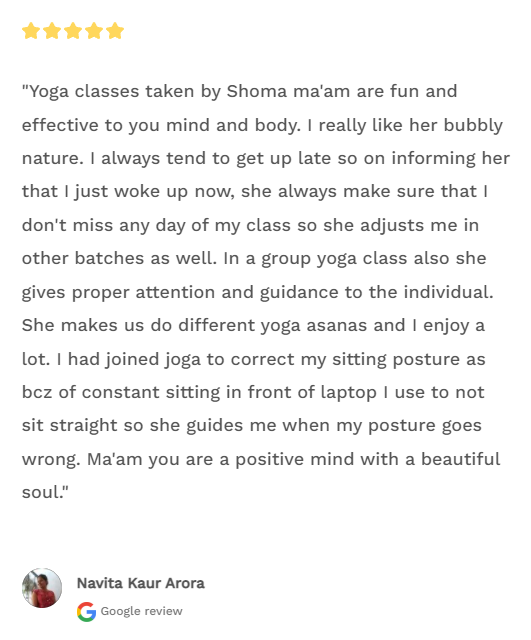 "Yoga classes taken by Shoma ma'am are fun and
effective to you mind and body. I really like her bubbly
nature. I always tend to get up late so on informing her
that I just woke up now, she always make sure that I
don't miss any day of my class so she adjusts me in
other batches as well. In a group yoga class also she
gives proper attention and guidance to the individual.
She makes us do different yoga asanas and I enjoy a
lot. I had joined joga to correct my sitting posture as
bcz of constant sitting in front of laptop I use to not
sit straight so she guides me when my posture goes
wrong. Ma'am you are a positive mind with a beautiful
soul."
Navita Kaur Arora
Google review